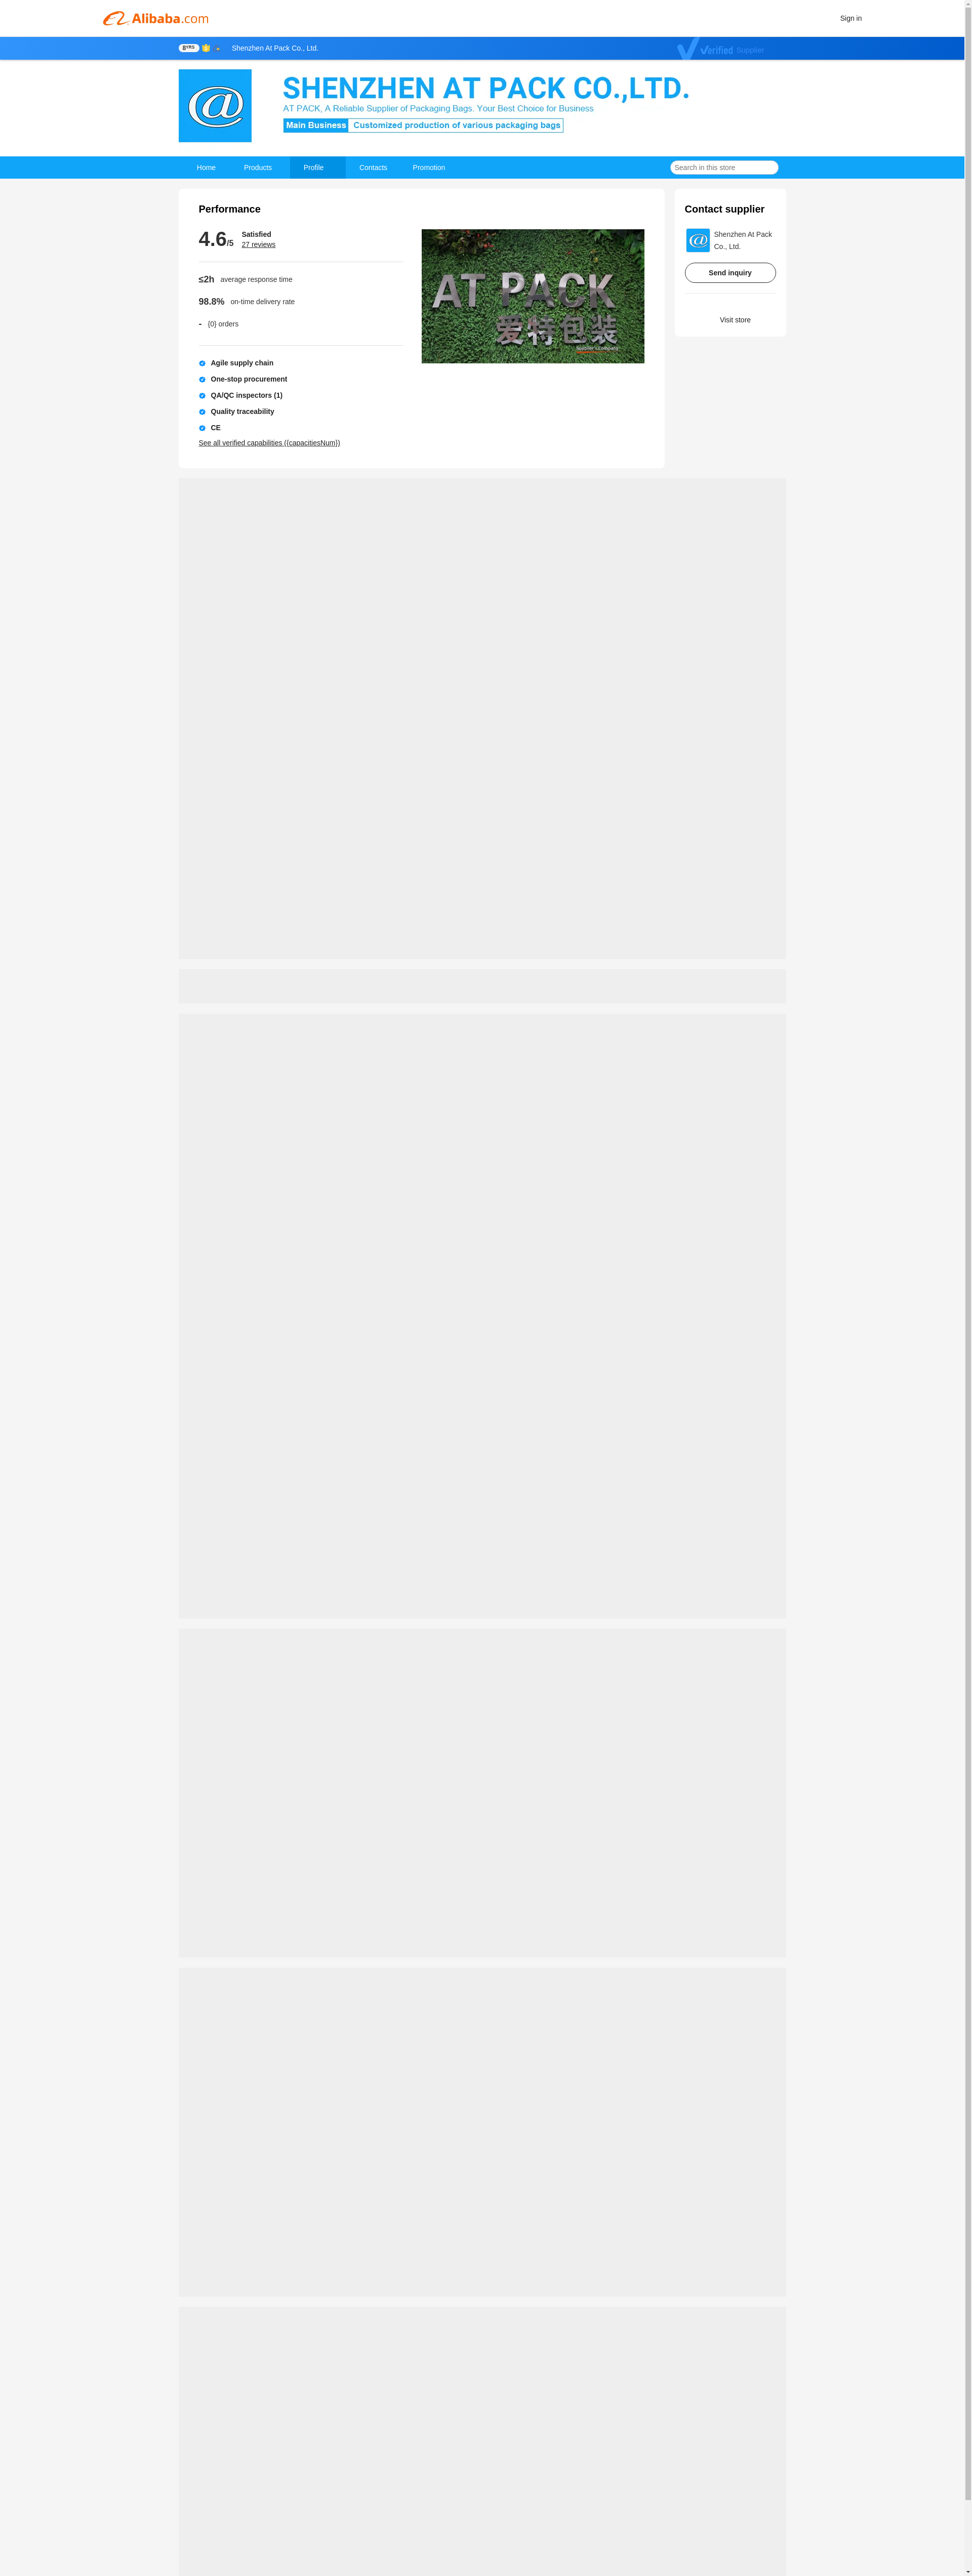 Alibaba.com
Sign in
8YRS
Shenzhen At Pack Co., Ltd.
Verified Supplier
@
SHENZHEN AT PACK CO.,LTD.
AT PACK, A Reliable Supplier of Packaging Bags. Your Best Choice for Business
Main Business Customized production of various packaging bags
Home Products Profile Contacts Promotion
Search in this store
Performance
4.6/5
Satisfied
27 reviews
≤2h average response time
98.8% on-time delivery rate
- {0} orders
Agile supply chain
One-stop procurement
QA/QC inspectors (1)
Quality traceability
CE
See all verified capabilities ({capacitiesNum})
AT PACK
爱特包装
Contact supplier
@
Shenzhen At Pack
Co., Ltd.
Send inquiry
Visit store